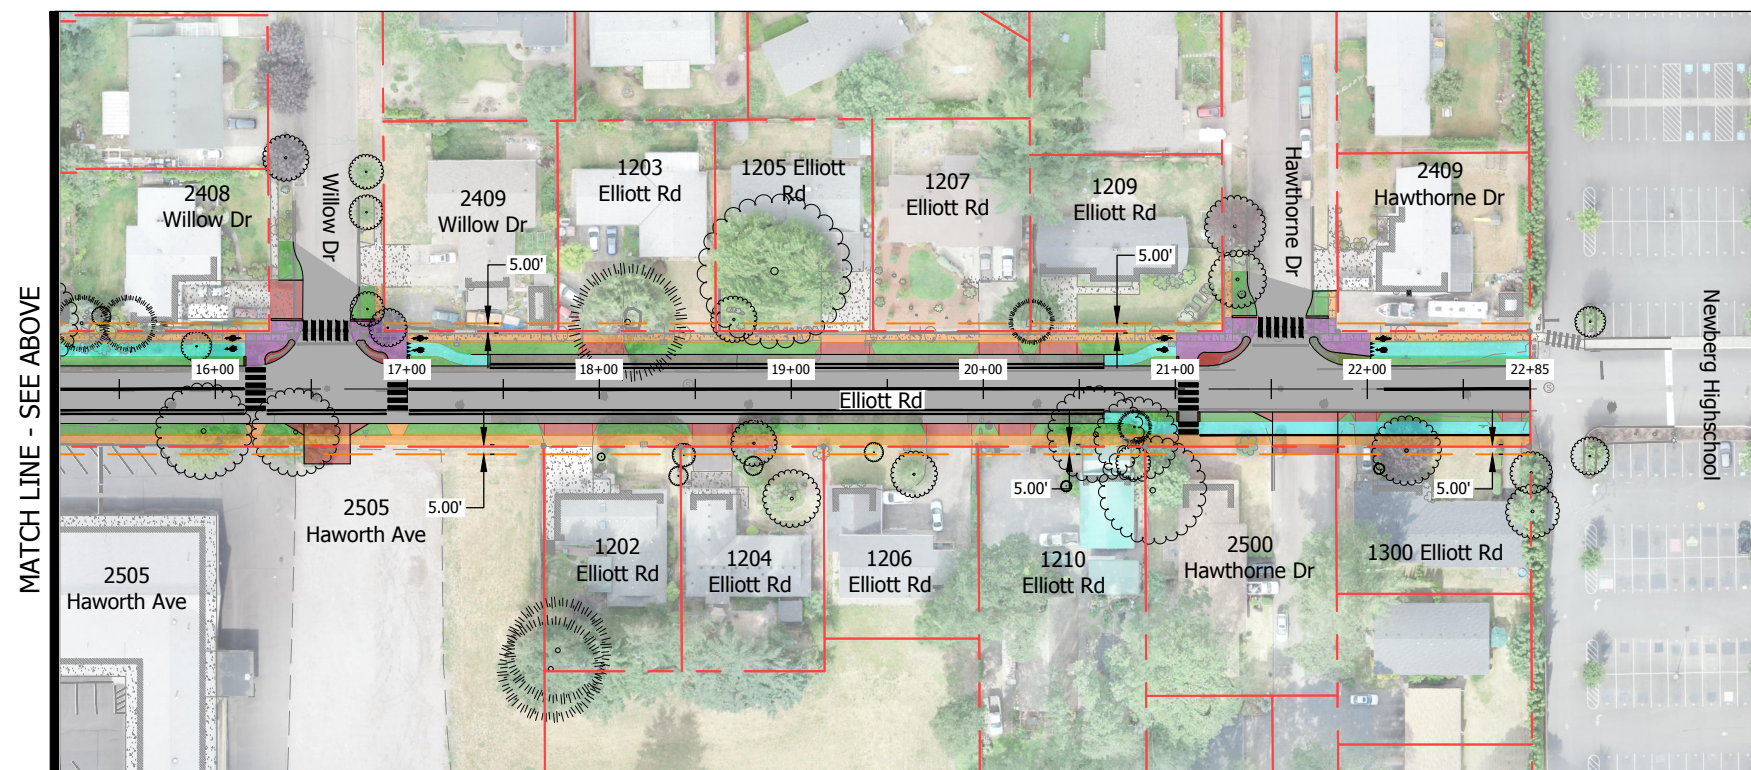 MATCH LINE - SEE ABOVE
2408
Willow Dr
Willow Dr
2409
Willow Dr
1203
Elliott Rd
1205 Elliott
Rd
1207
Elliott Rd
1209
Elliott Rd
Hawthorne Dr
2409
Hawthorne Dr
5.00'
5.00'
16+00
17+00
18+00
19+00
20+00
21+00
22+00
22+85
Elliott Rd
Newberg Highschool
5.00'
5.00'
5.00'
2505
Haworth Ave
2505
Haworth Ave
1202
Elliott Rd
1204
Elliott Rd
1206
Elliott Rd
1210
Elliott Rd
2500
Hawthorne Dr
1300 Elliott Rd